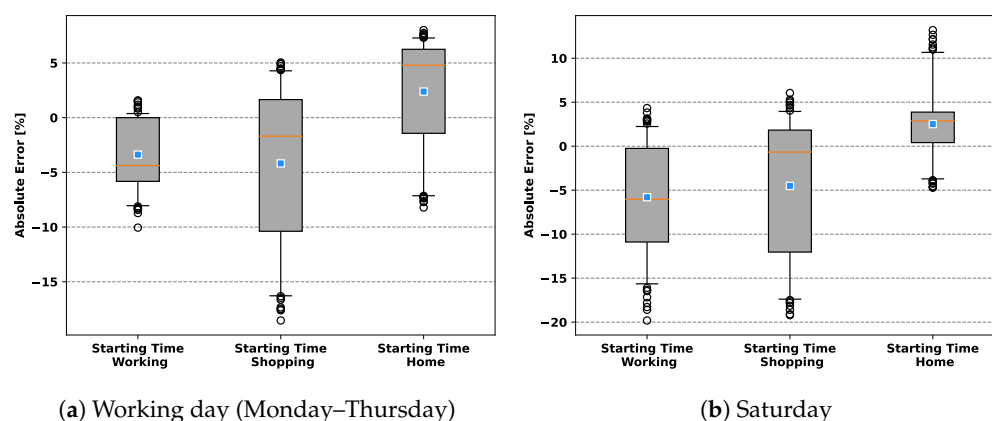 Absolute Error [%]
5
0
−5
−10
−15
Starting Time
Working
Starting Time
Shopping
Starting Time
Home
(a) Working day (Monday–Thursday)
Absolute Error [%]
10
5
0
−5
−10
−15
−20
Starting Time
Working
Starting Time
Shopping
Starting Time
Home
(b) Saturday